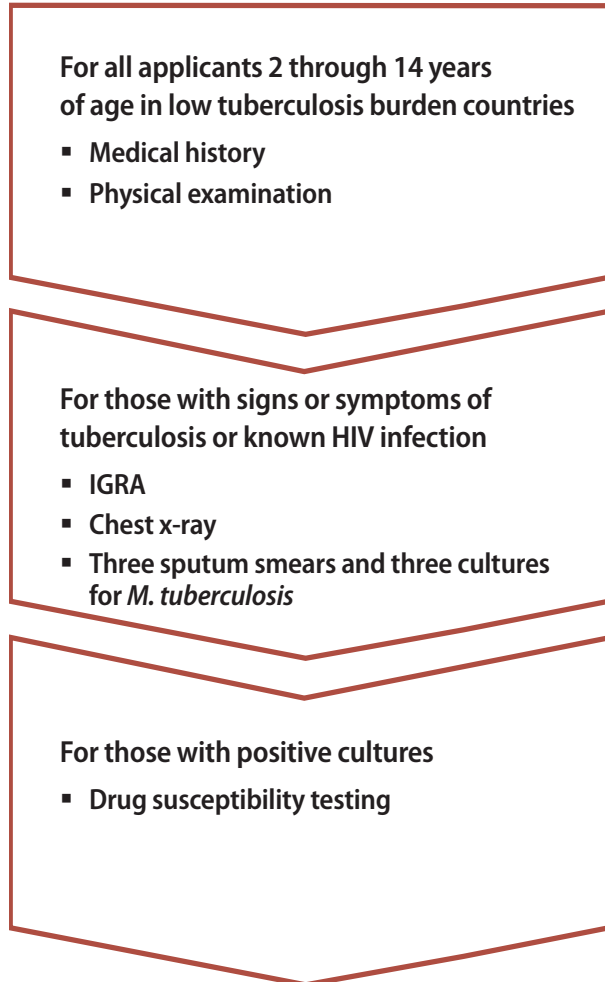 For all applicants 2 through 14 years
of age in low tuberculosis burden countries
▪ Medical history
▪ Physical examination
For those with signs or symptoms of
tuberculosis or known HIV infection
▪ IGRA
▪ Chest x-ray
▪ Three sputum smears and three cultures
for M. tuberculosis
For those with positive cultures
▪ Drug susceptibility testing